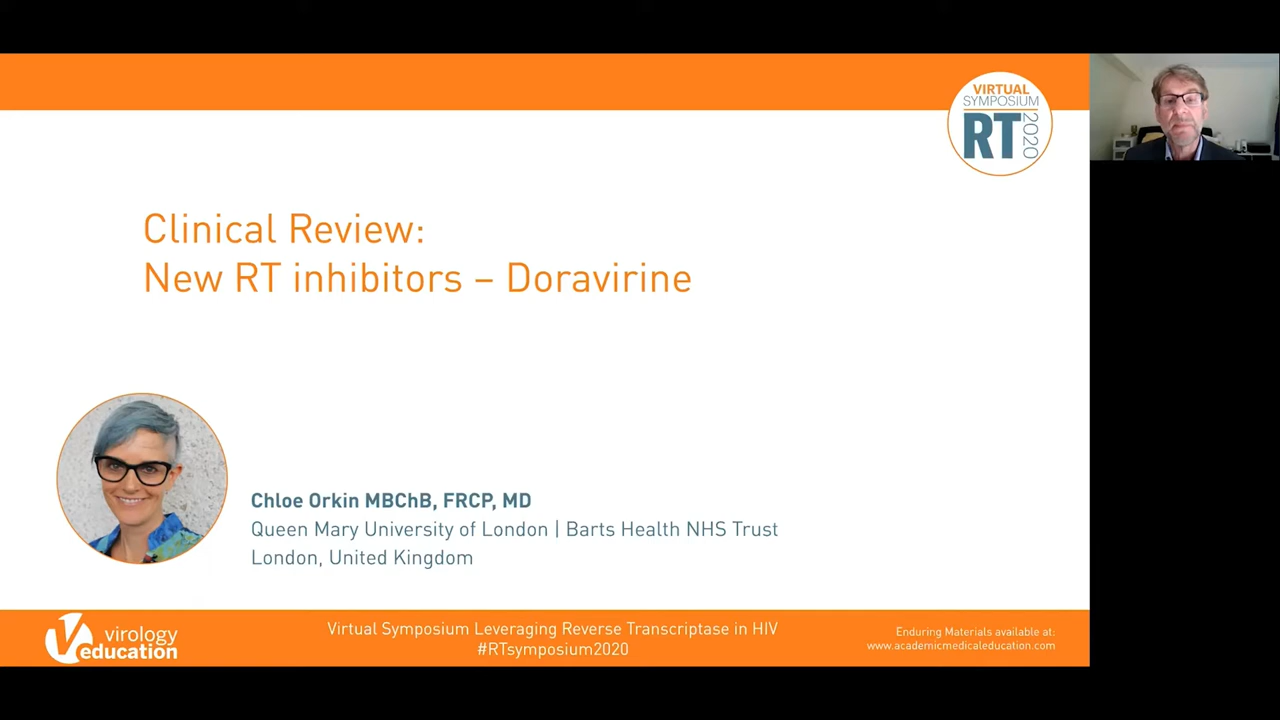 VIRTUAL
SYMPOSIUM
RT
2020
Clinical Review:
New RT inhibitors – Doravirine
Chloe Orkin MBChB, FRCP, MD
Queen Mary University of London | Barts Health NHS Trust
London, United Kingdom
virology
education
Virtual Symposium Leveraging Reverse Transcriptase in HIV
#RTsymposium2020
Enduring Materials available at:
www.academicmedicaleducation.com